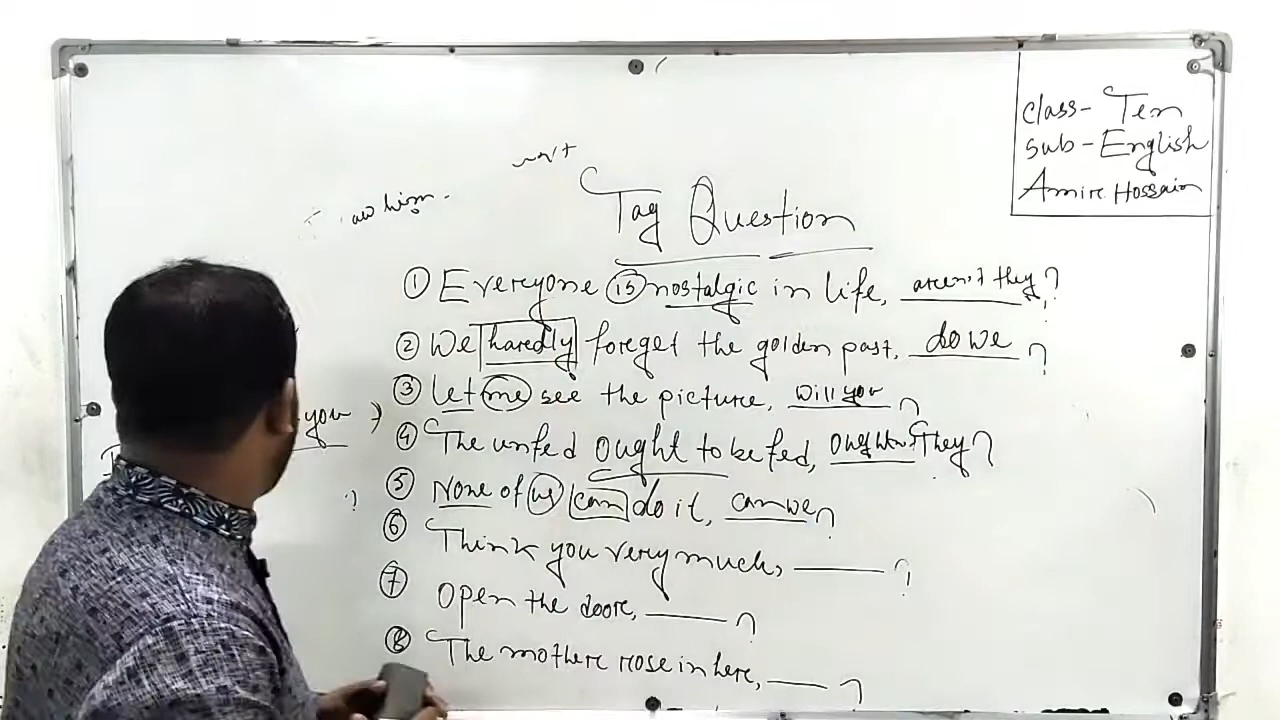 Class- Ten
Sub- English
Amir Hossain
n't
him.
Tag Question
① Everyone is nostalgic in life, aren't they?
② We hardly forget the golden past, do we?
③ Let me see the picture, will you?
④ The unfed ought to be fed, oughtn't they?
⑤ None of us can do it, can we?
⑥ Think you very much, ——— ?
⑦ Open the door, ——— ?
⑧ The mother rose in her, —— ?
you
?